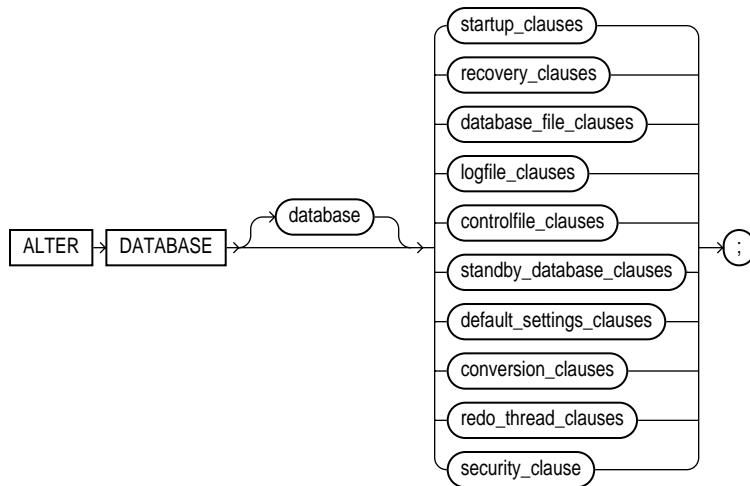 startup_clauses
recovery_clauses
database_file_clauses
logfile_clauses
database
controlfile_clauses
ALTER DATABASE ;
standby_database_clauses
default_settings_clauses
conversion_clauses
redo_thread_clauses
security_clause